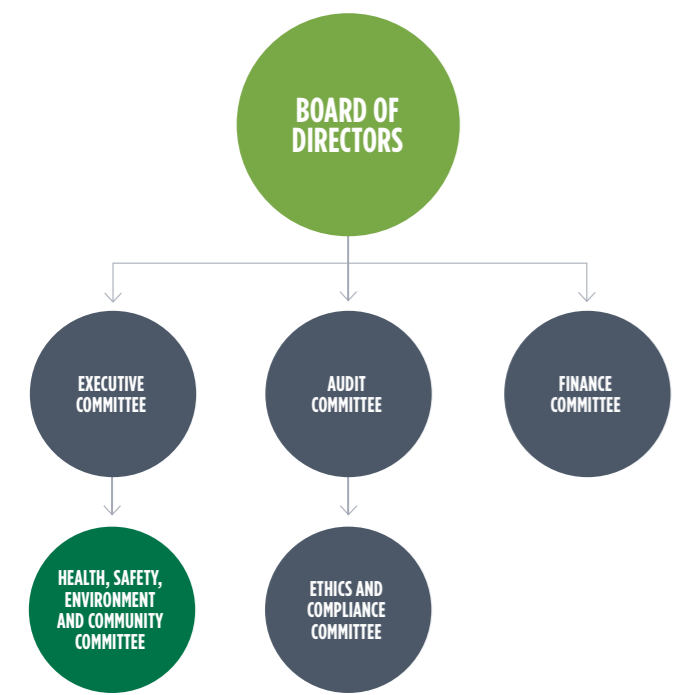 BOARD OF
DIRECTORS
EXECUTIVE
COMMITTEE
AUDIT
COMMITTEE
FINANCE
COMMITTEE
HEALTH, SAFETY,
ENVIRONMENT
AND COMMUNITY
COMMITTEE
ETHICS AND
COMPLIANCE
COMMITTEE